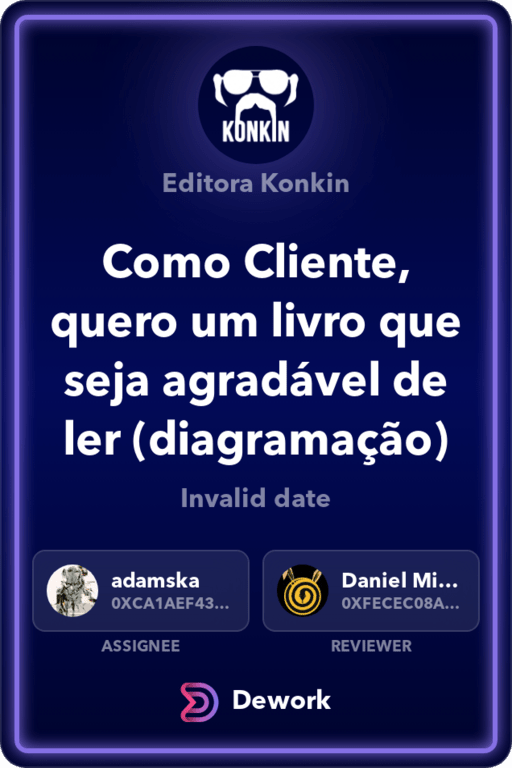 KONKIN
Editora Konkin
Como Cliente,
quero um livro que
seja agradável de
ler (diagramação)
Invalid date
adamska
0XCA1AEF43...
Daniel Mi...
0XFECEC08A...
ASSIGNEE
REVIEWER
Dework